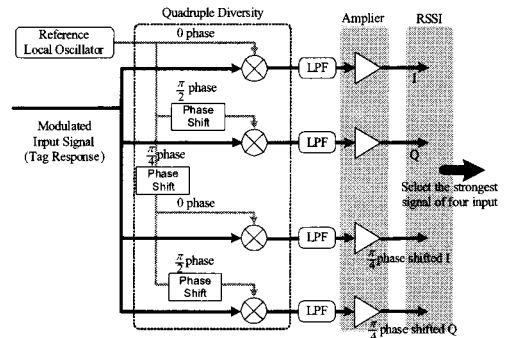 Quadruple Diversity
Amplier
RSSI
Reference
Local Oscillator
0 phase
LPF
I
π/2 phase
Phase
Shift
Modulated
Input Signal
(Tag Response)
LPF
Q
π/4 phase
Phase
Shift
Select the strongest
signal of four input
0 phase
LPF
π/4 phase shifted I
π/2 phase
Phase
Shift
LPF
π/4 phase shifted Q